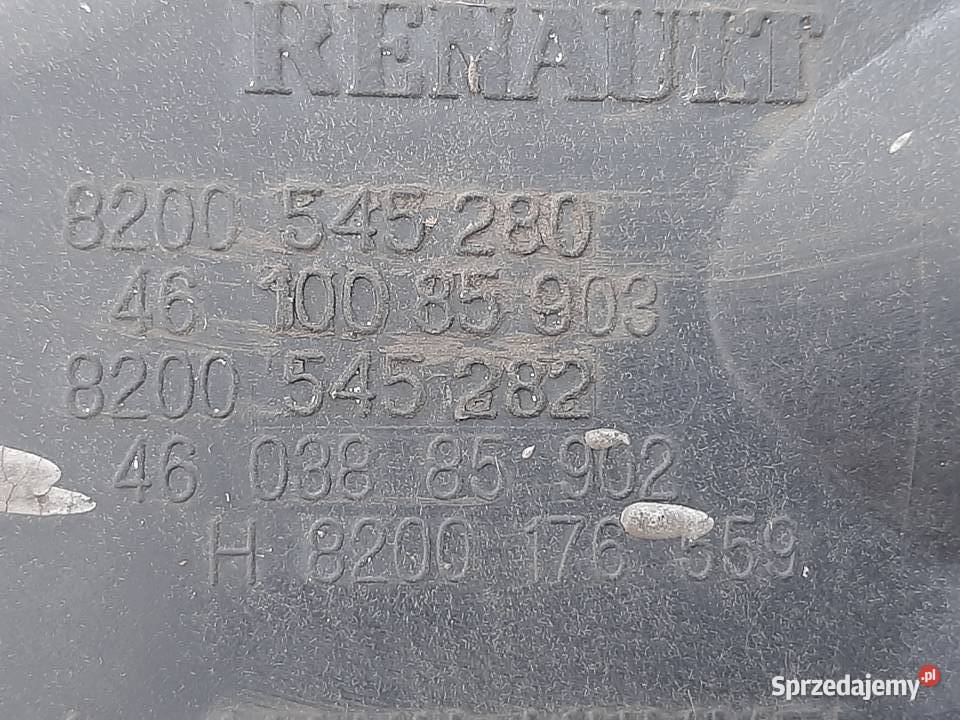 RENAULT
8200 545 280
46 100 85 903
8200 545 282
46 038 85 902
H 8200 176 559
Sprzedajemy.pl